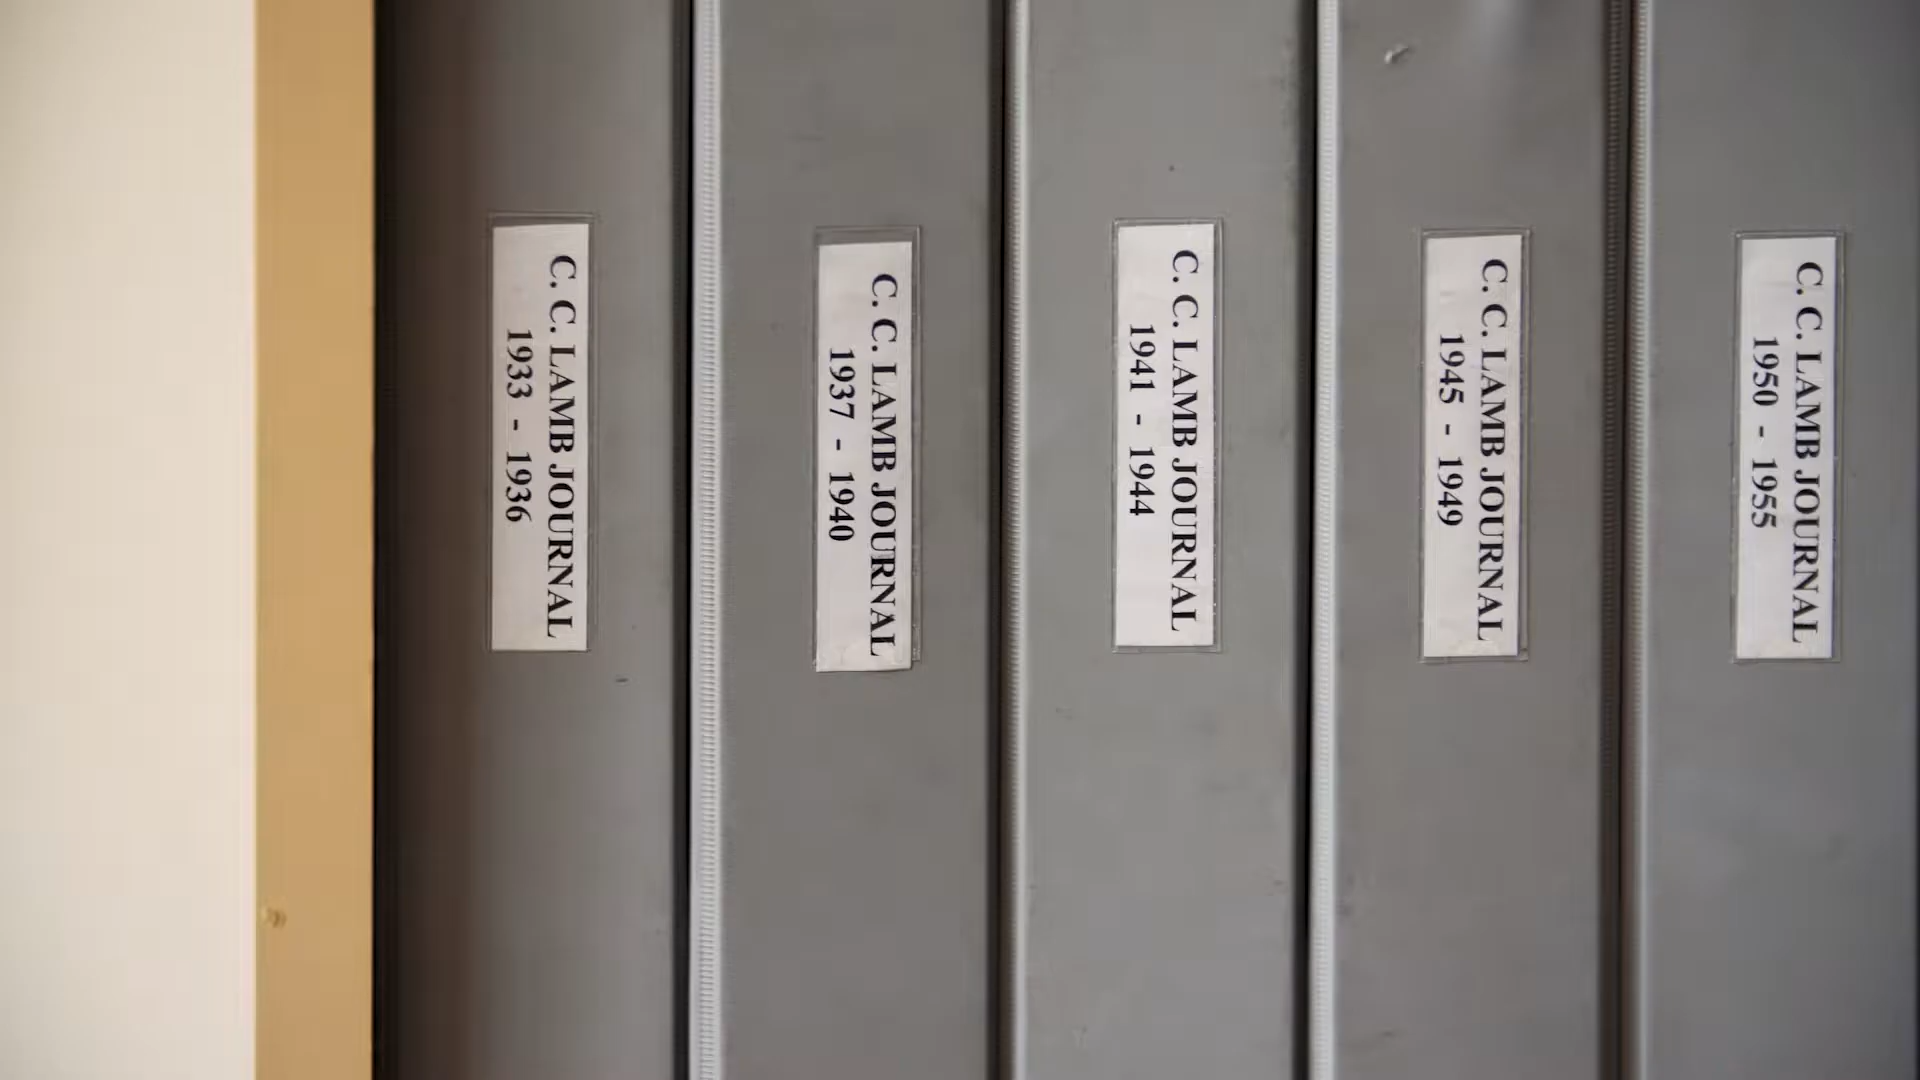 C. C. LAMB JOURNAL
1933 - 1936
C. C. LAMB JOURNAL
1937 - 1940
C. C. LAMB JOURNAL
1941 - 1944
C. C. LAMB JOURNAL
1945 - 1949
C. C. LAMB JOURNAL
1950 - 1955